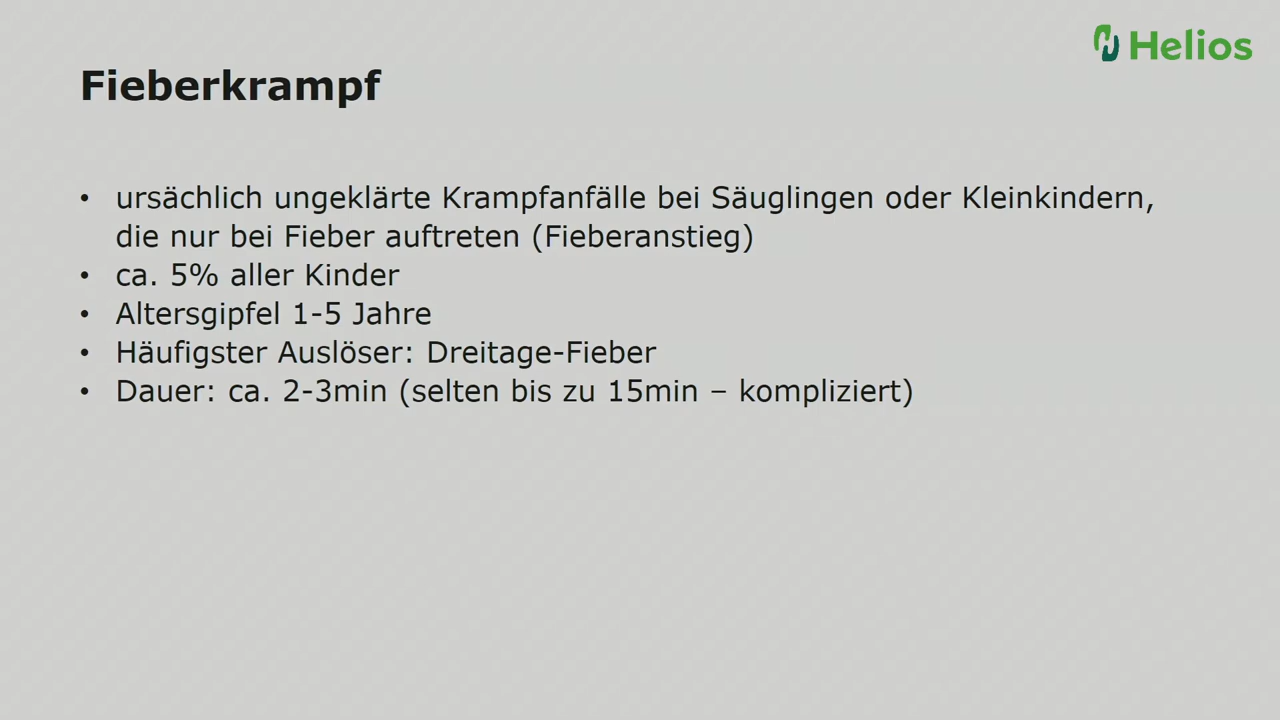 Helios
Fieberkrampf
• ursächlich ungeklärte Krampfanfälle bei Säuglingen oder Kleinkindern,
die nur bei Fieber auftreten (Fieberanstieg)
• ca. 5% aller Kinder
• Altersgipfel 1-5 Jahre
• Häufigster Auslöser: Dreitage-Fieber
• Dauer: ca. 2-3min (selten bis zu 15min – kompliziert)